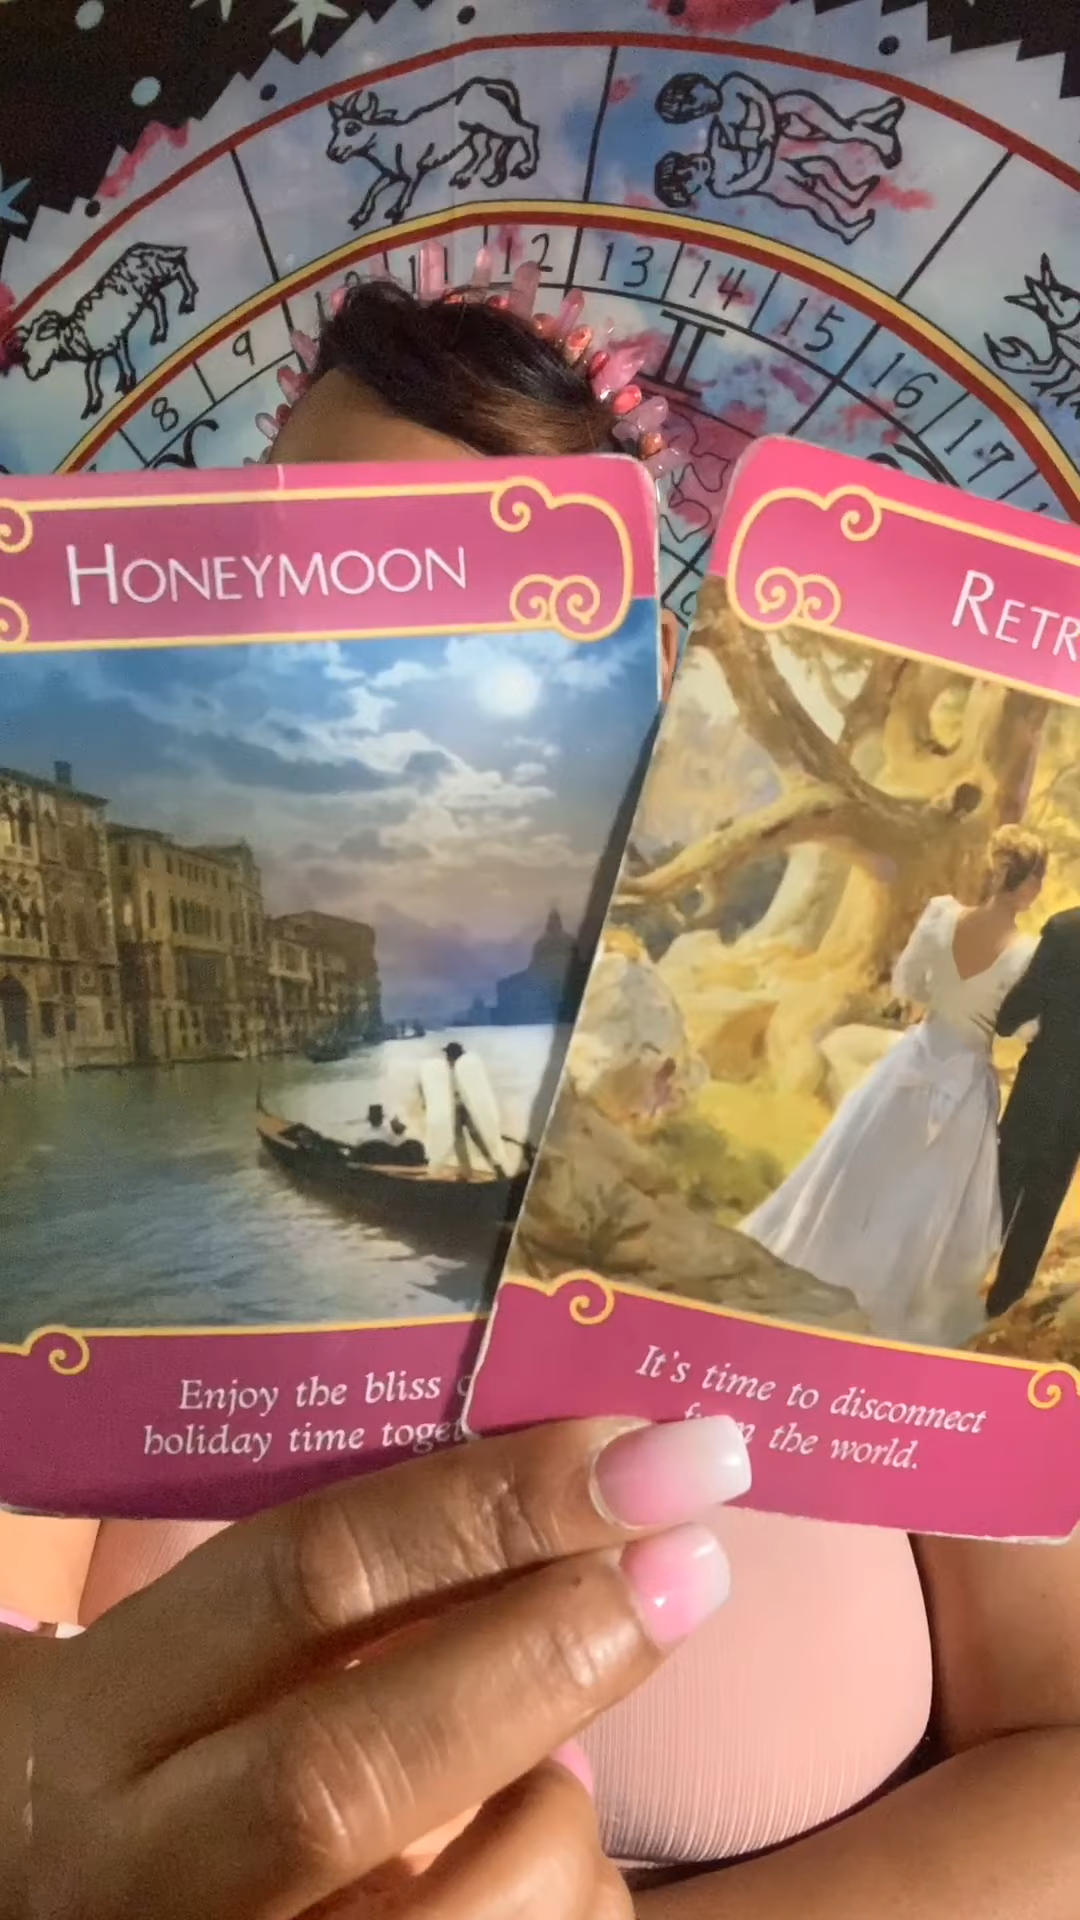 12
13
14
15
9
16
8
17
II
HONEYMOON
RETR
Enjoy the bliss
holiday time toget
It's time to disconnect
the world.